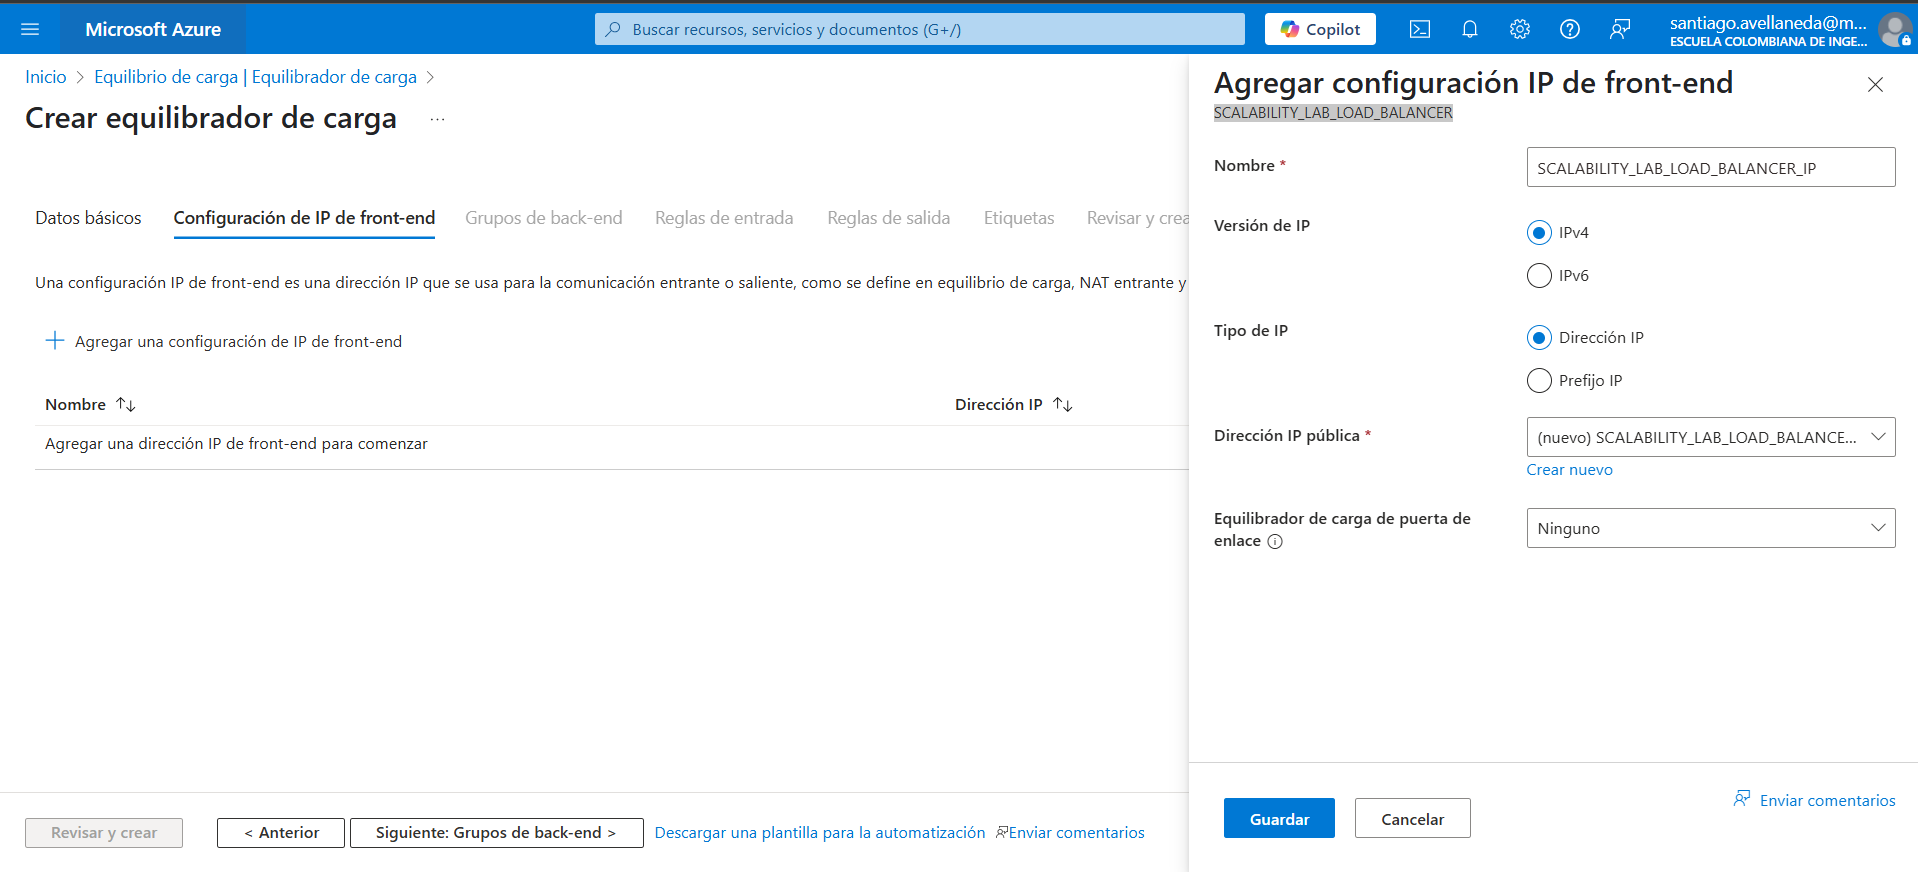 Microsoft Azure
Buscar recursos, servicios y documentos (G+/)
Copilot
santiago.avellaneda@m...
ESCUELA COLOMBIANA DE INGE...
Inicio > Equilibrio de carga | Equilibrador de carga >
Crear equilibrador de carga ...
Datos básicos Configuración de IP de front-end Grupos de back-end Reglas de entrada Reglas de salida Etiquetas Revisar y crea
Una configuración IP de front-end es una dirección IP que se usa para la comunicación entrante o saliente, como se define en equilibrio de carga, NAT entrante y
+ Agregar una configuración de IP de front-end
Nombre ↑↓ Dirección IP ↑↓
Agregar una dirección IP de front-end para comenzar
Revisar y crear
< Anterior
Siguiente: Grupos de back-end >
Descargar una plantilla para la automatización
Enviar comentarios
Agregar configuración IP de front-end
SCALABILITY_LAB_LOAD_BALANCER
Nombre *
SCALABILITY_LAB_LOAD_BALANCER_IP
Versión de IP
IPv4
IPv6
Tipo de IP
Dirección IP
Prefijo IP
Dirección IP pública *
(nuevo) SCALABILITY_LAB_LOAD_BALANCE...
Crear nuevo
Equilibrador de carga de puerta de
enlace
Ninguno
Guardar
Cancelar
Enviar comentarios